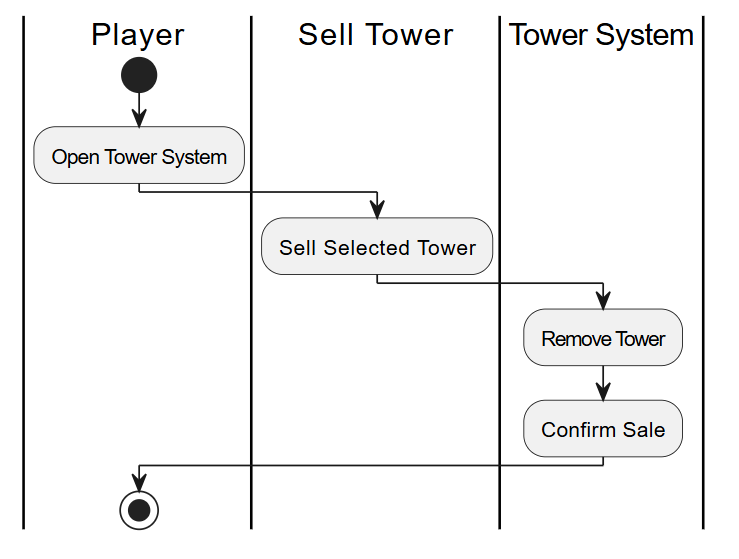 Player
Sell Tower
Tower System
Open Tower System
Sell Selected Tower
Remove Tower
Confirm Sale